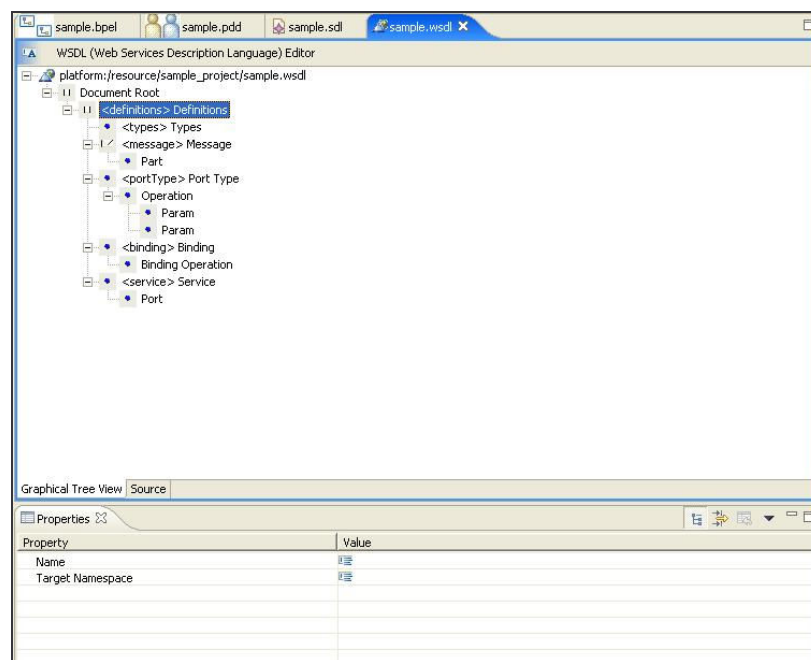 sample.bpel sample.pdd sample.sdl sample.wsdl
WSDL (Web Services Description Language) Editor
platform:/resource/sample_project/sample.wsdl
Document Root
<definitions> Definitions
<types> Types
<message> Message
Part
<portType> Port Type
Operation
Param
Param
<binding> Binding
Binding Operation
<service> Service
Port
Graphical Tree View Source
Properties
Property Value
Name
Target Namespace